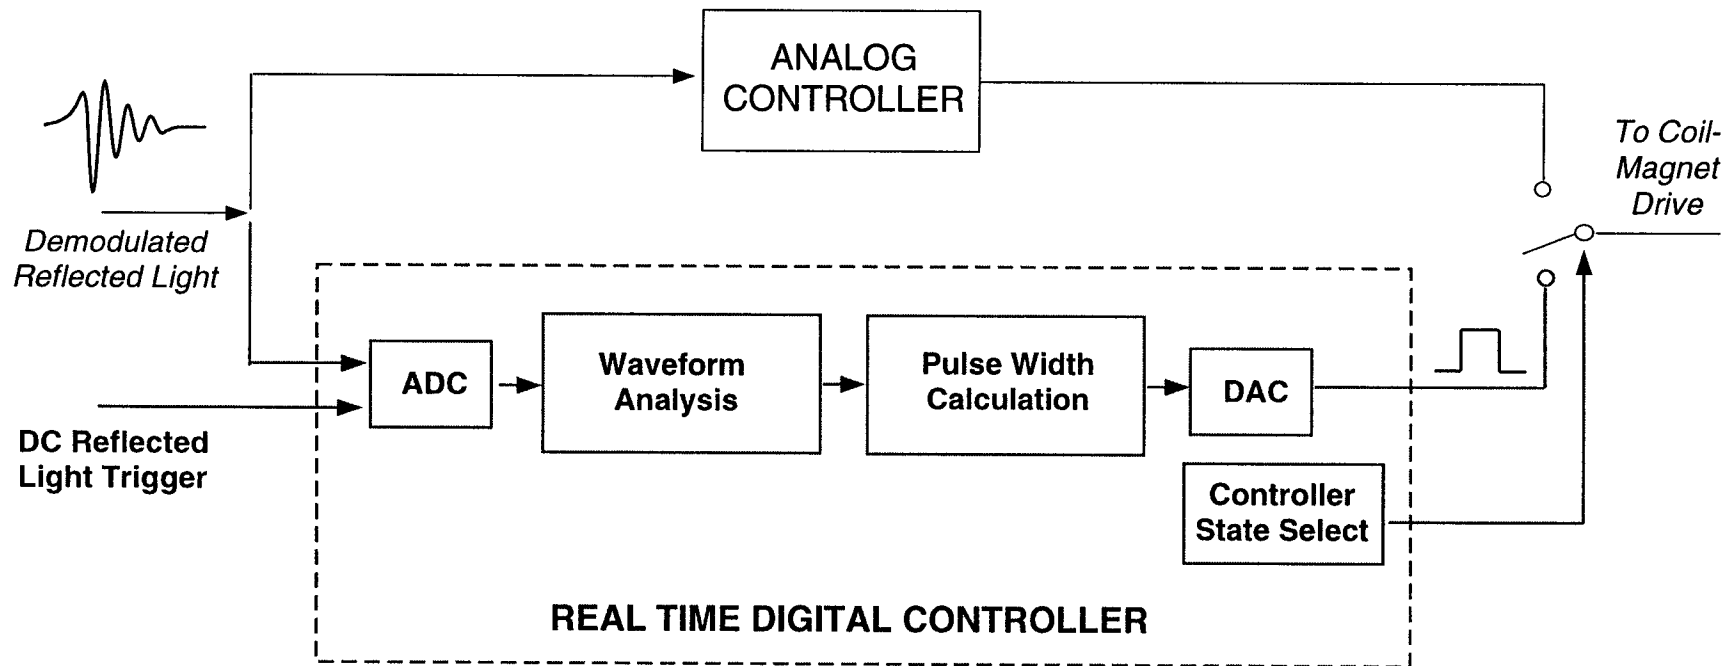 ANALOG
CONTROLLER
To Coil-
Magnet
Drive
Demodulated
Reflected Light
ADC
Waveform
Analysis
Pulse Width
Calculation
DAC
DC Reflected
Light Trigger
Controller
State Select
REAL TIME DIGITAL CONTROLLER